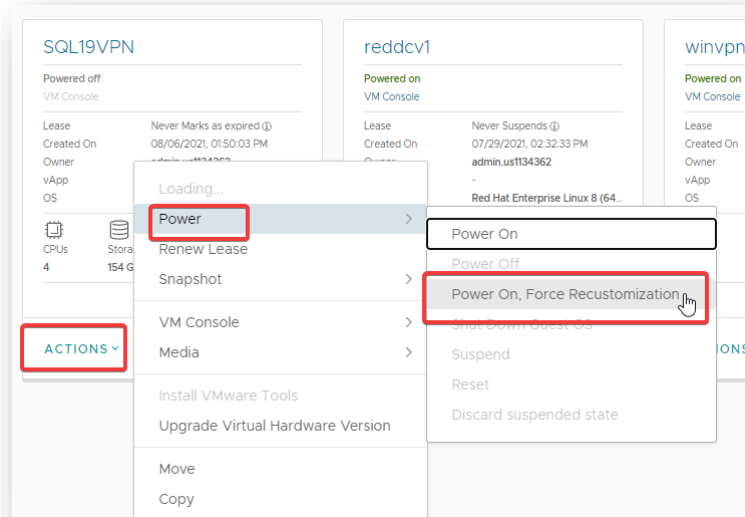 SQL19VPN
Powered off
VM Console
Lease Never Marks as expired
Created On 08/06/2021, 01:50:03 PM
Owner admin.us1134362
vApp
OS
CPUs
4
Stora
154 G
ACTIONS
reddcv1
Powered on
VM Console
Lease Never Suspends
Created On 07/29/2021, 02:32:33 PM
Owner admin.us1134362
-
Red Hat Enterprise Linux 8 (64...
winvpn
Powered on
VM Console
Lease
Created On
Owner
vApp
OS
ONS
Loading...
Power
Renew Lease
Snapshot
VM Console
Media
Install VMware Tools
Upgrade Virtual Hardware Version
Move
Copy
Power On
Power Off
Power On, Force Recustomization
Shut Down Guest OS
Suspend
Reset
Discard suspended state